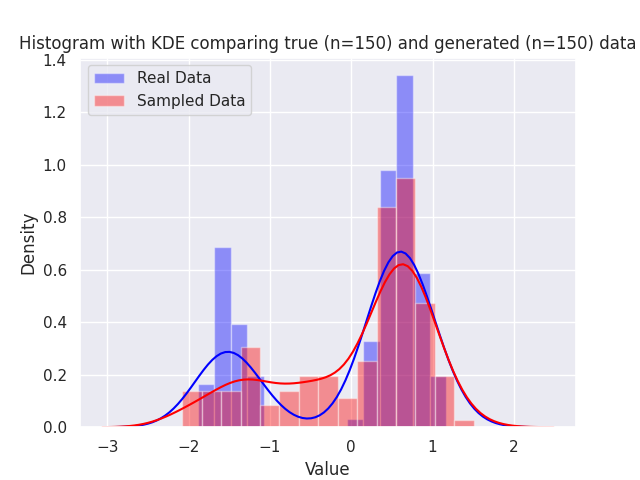 Histogram with KDE comparing true (n=150) and generated (n=150) data
Real Data
Sampled Data
Density
1.4
1.2
1.0
0.8
0.6
0.4
0.2
0.0
−3
−2
−1
0
1
2
Value